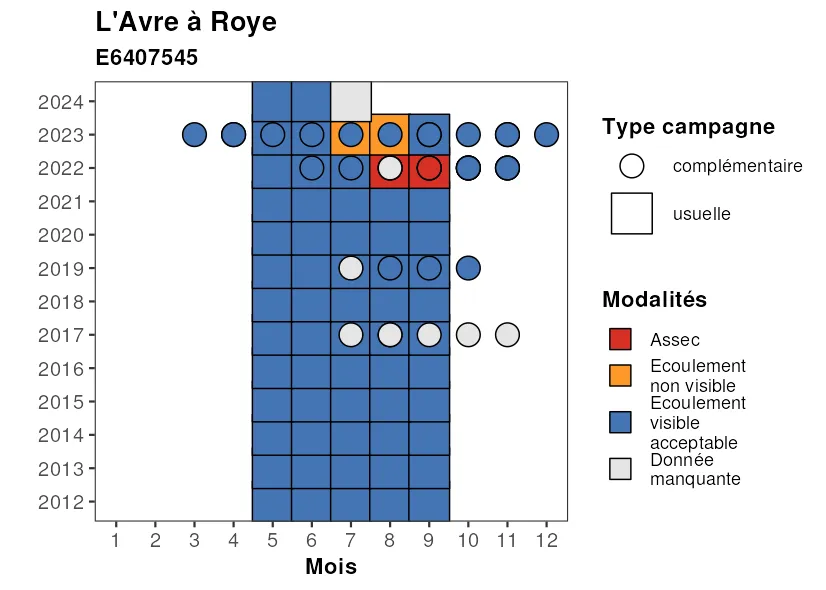 L'Avre à Roye
E6407545
2024
2023
2022
2021
2020
2019
2018
2017
2016
2015
2014
2013
2012
1 2 3 4 5 6 7 8 9 10 11 12
Mois
Type campagne
complémentaire
usuelle
Modalités
Assec
Ecoulement
non visible
Ecoulement
visible
acceptable
Donnée
manquante